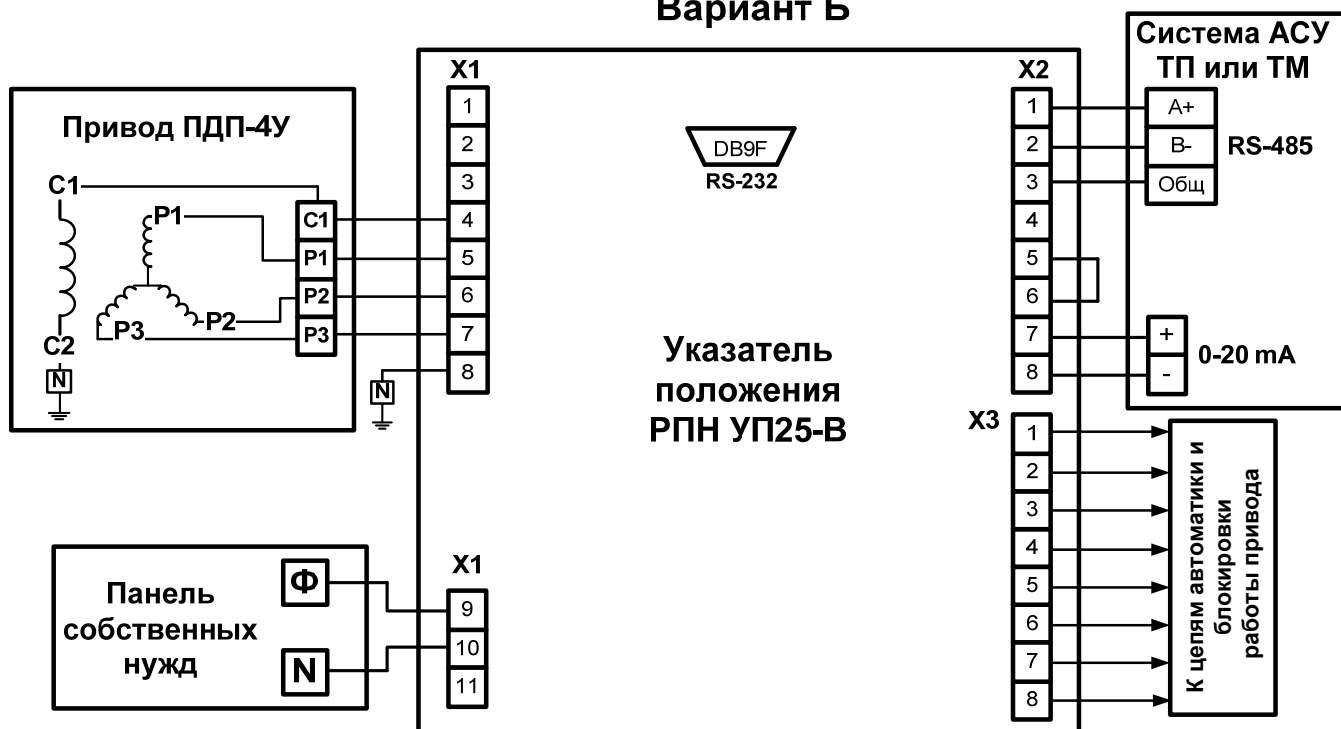 Вариант Б
Привод ПДП-4У
C1
P1
P2
P3
C2
N
C1
P1
P2
P3
N
X1
1
2
3
4
5
6
7
8
Панель
собственных
нужд
Ф
N
X1
9
10
11
DB9F
RS-232
Указатель
положения
РПН УП25-В
X2
1
2
3
4
5
6
7
8
Система АСУ
ТП или ТМ
A+
B-
Общ
RS-485
+
-
0-20 mA
X3
1
2
3
4
5
6
7
8
К цепям автоматики и
блокировки
работы привода